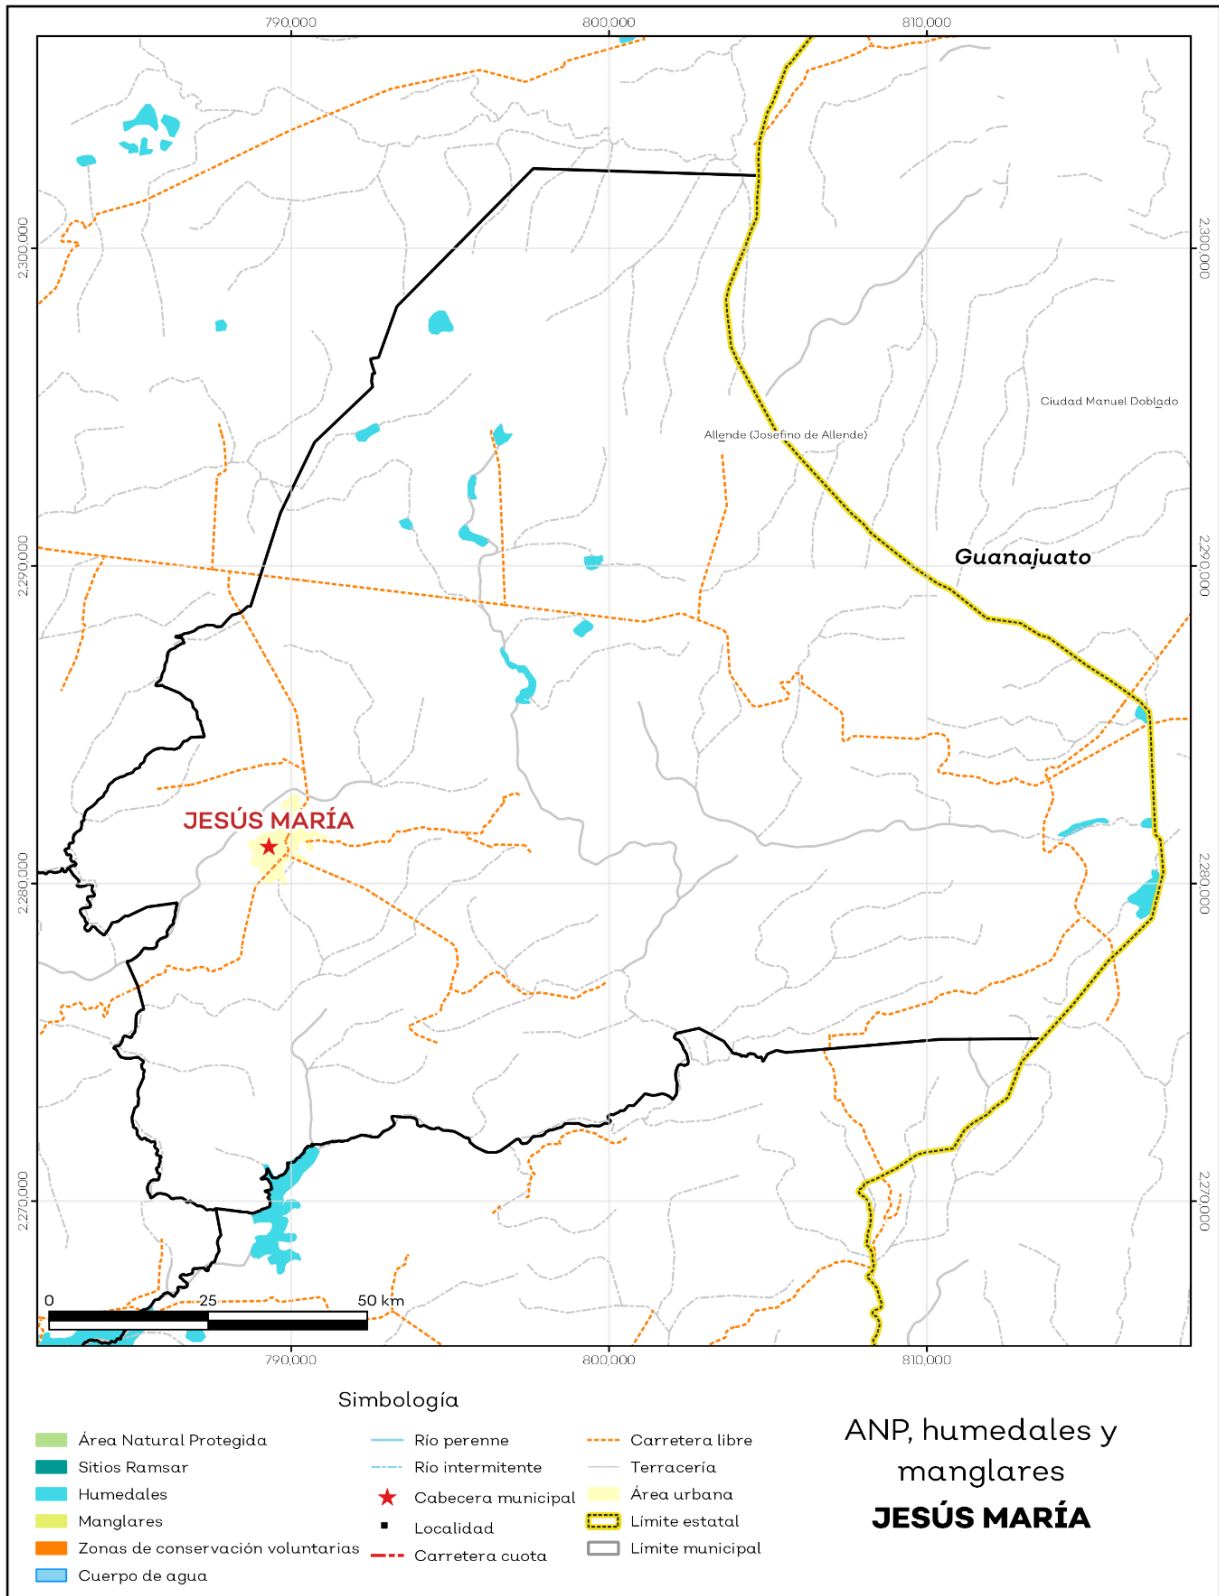 790,000
800,000
810,000
2,300,000
2,300,000
Ciudad Manuel Doblado
Allende (Josefino de Allende)
2,290,000
Guanajuato
2,290,000
JESÚS MARÍA
2,280,000
2,280,000
2,270,000
2,270,000
0
25
50 km
790,000
800,000
810,000
Simbología
Área Natural Protegida
Sitios Ramsar
Humedales
Manglares
Zonas de conservación voluntarias
Cuerpo de agua
Río perenne
Río intermitente
Cabecera municipal
Localidad
Carretera cuota
Carretera libre
Terracería
Área urbana
Límite estatal
Límite municipal
ANP, humedales y
manglares
JESÚS MARÍA